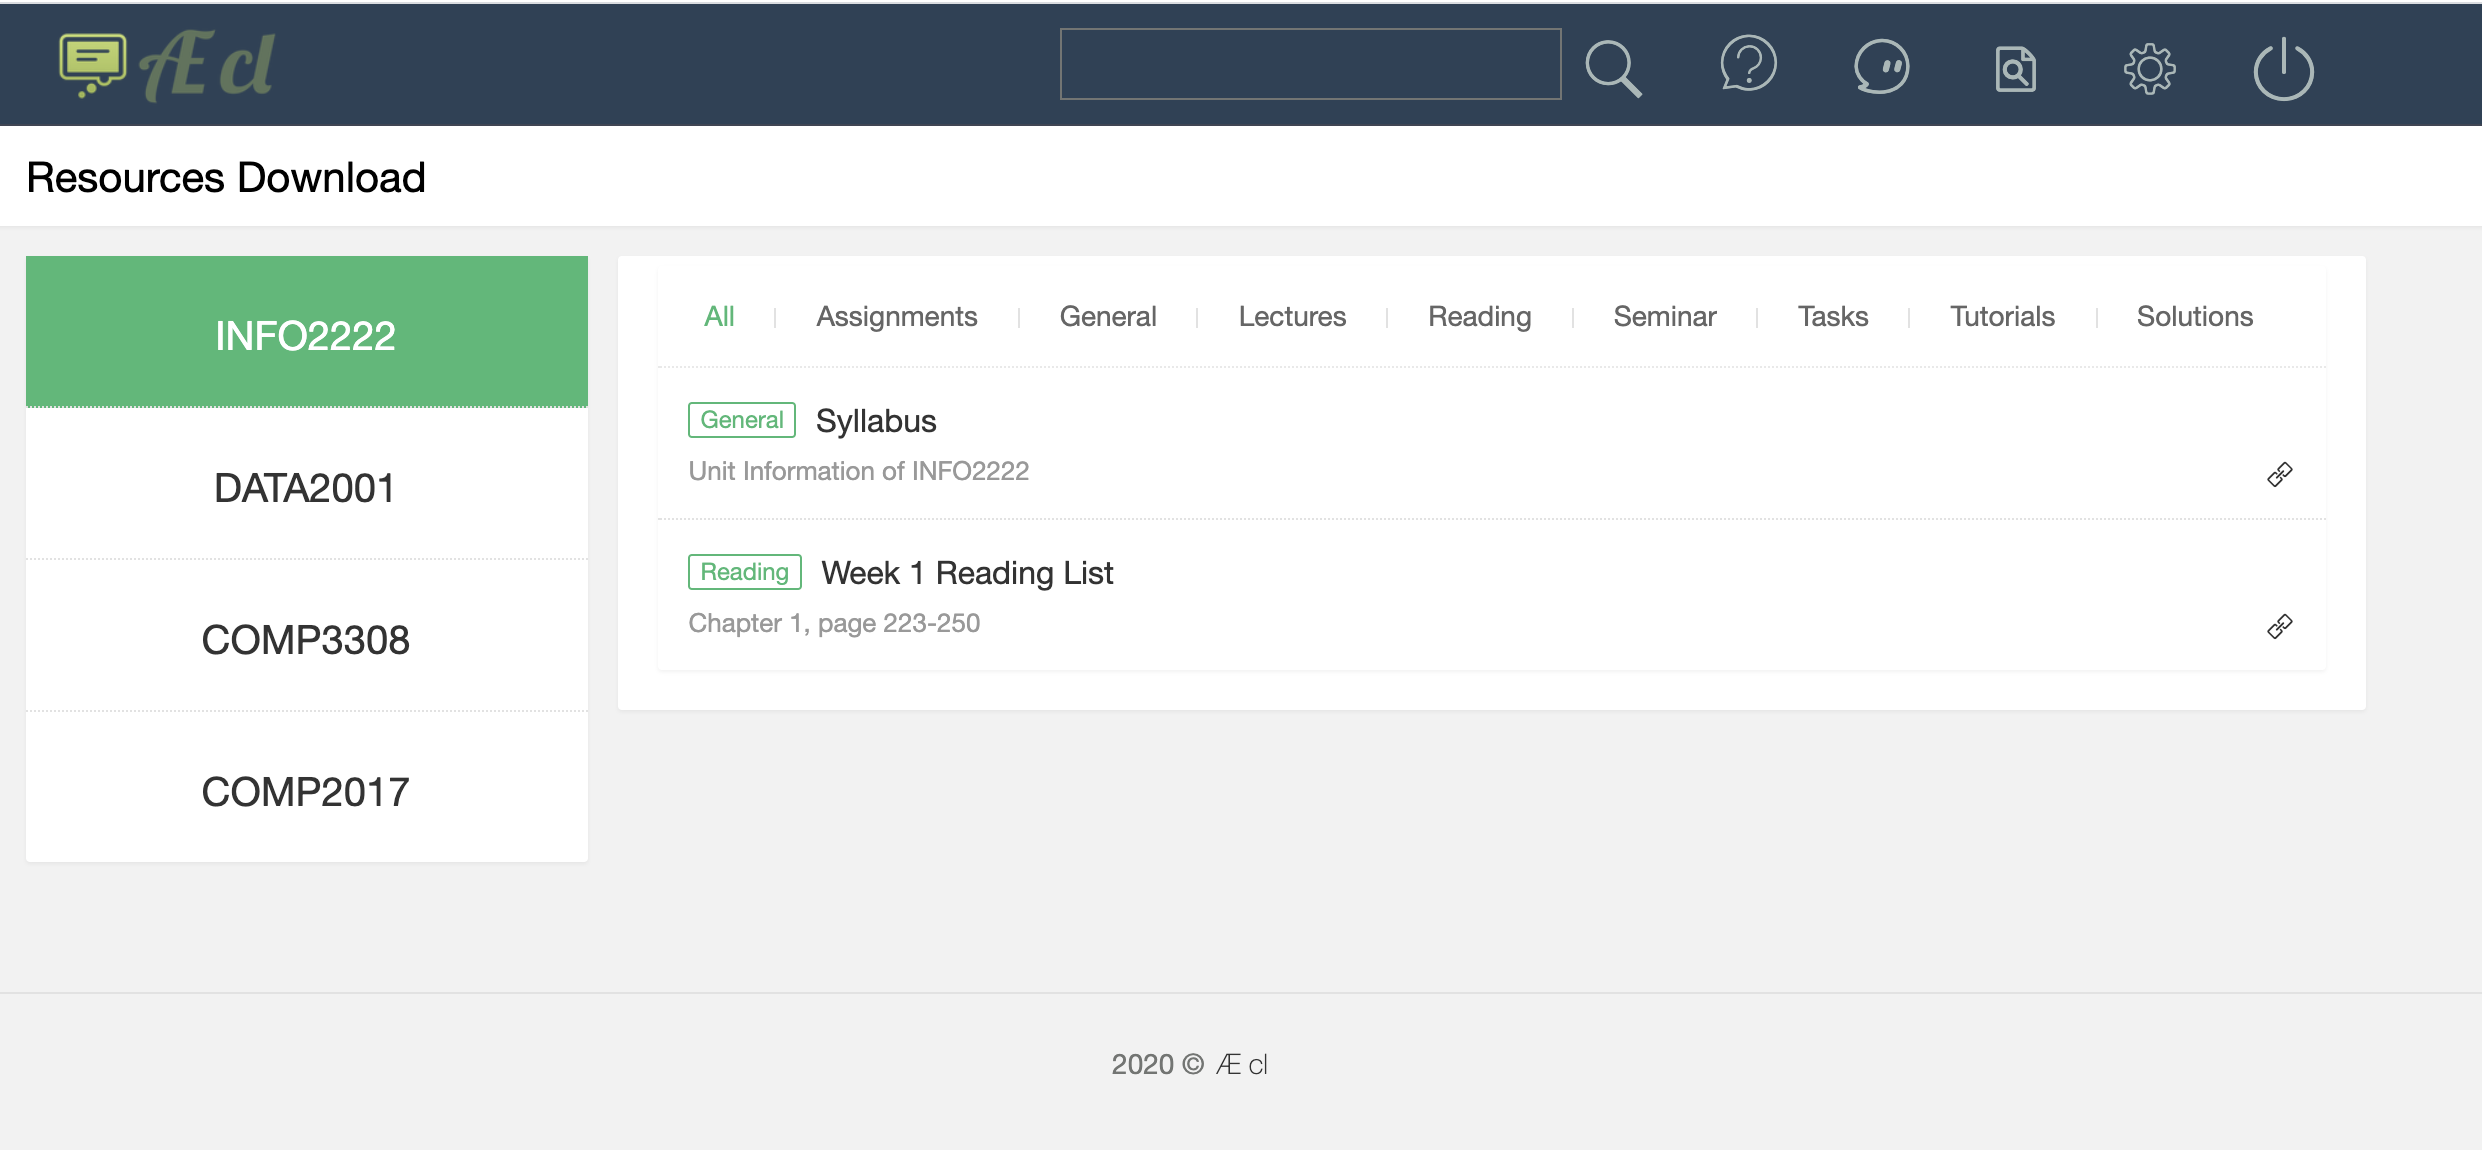 Æ cl
Resources Download
INFO2222
DATA2001
COMP3308
COMP2017
All | Assignments | General | Lectures | Reading | Seminar | Tasks | Tutorials | Solutions
General Syllabus
Unit Information of INFO2222
Reading Week 1 Reading List
Chapter 1, page 223-250
2020 © Æ cl